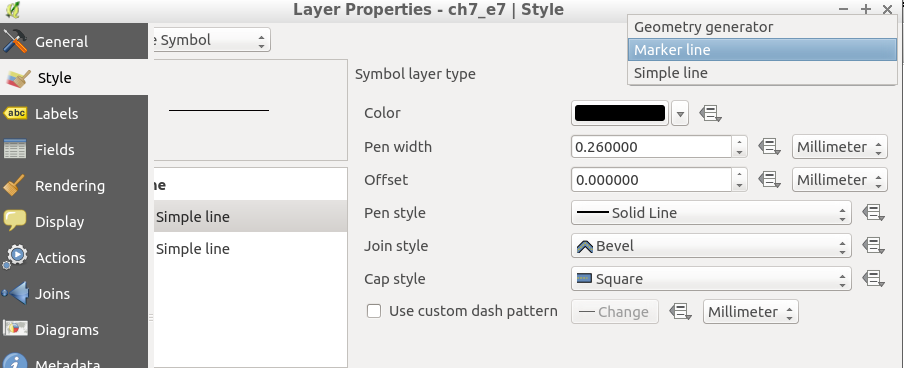 Layer Properties - ch7_e7 | Style
General
Style
abc Labels
Fields
Rendering
Display
Actions
Joins
Diagrams
Metadata
e Symbol
ne
Simple line
Simple line
Symbol layer type
Geometry generator
Marker line
Simple line
Color
Pen width 0.260000 Millimeter
Offset 0.000000 Millimeter
Pen style Solid Line
Join style Bevel
Cap style Square
Use custom dash pattern Change Millimeter